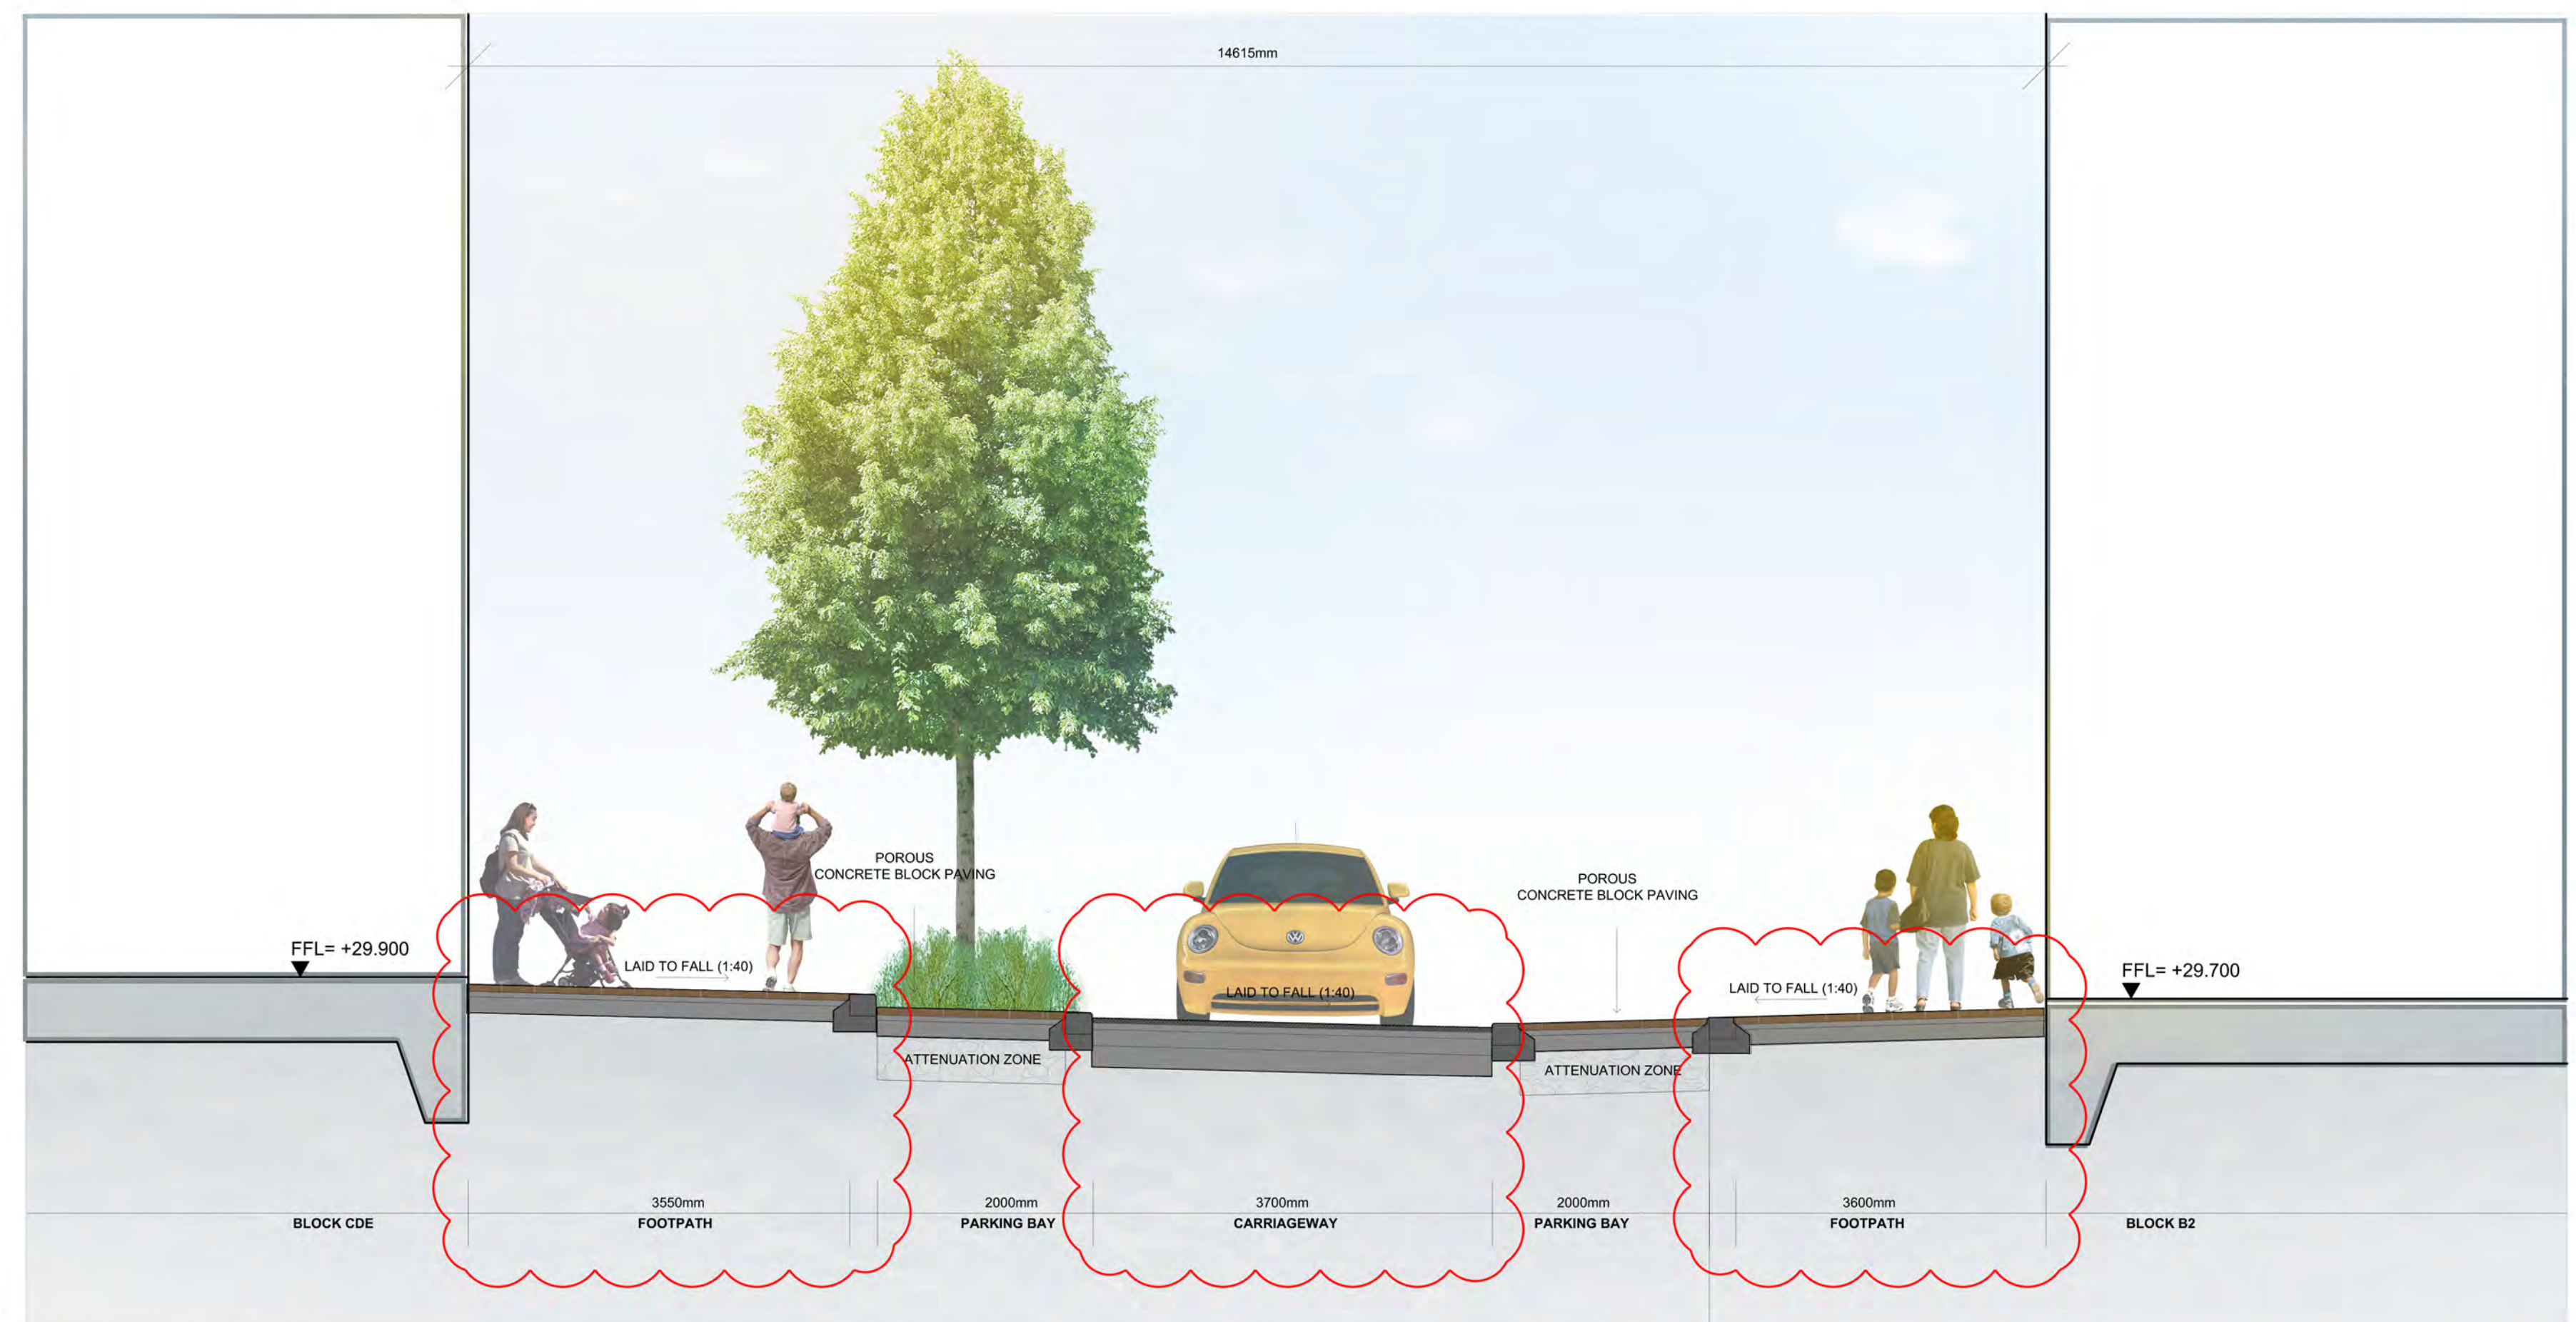 14615mm
POROUS
CONCRETE BLOCK PAVING
POROUS
CONCRETE BLOCK PAVING
FFL= +29.900
LAID TO FALL (1:40)
LAID TO FALL (1:40)
LAID TO FALL (1:40)
FFL= +29.700
ATTENUATION ZONE
ATTENUATION ZONE
3550mm
2000mm
3700mm
2000mm
3600mm
BLOCK CDE
FOOTPATH
PARKING BAY
CARRIAGEWAY
PARKING BAY
FOOTPATH
BLOCK B2